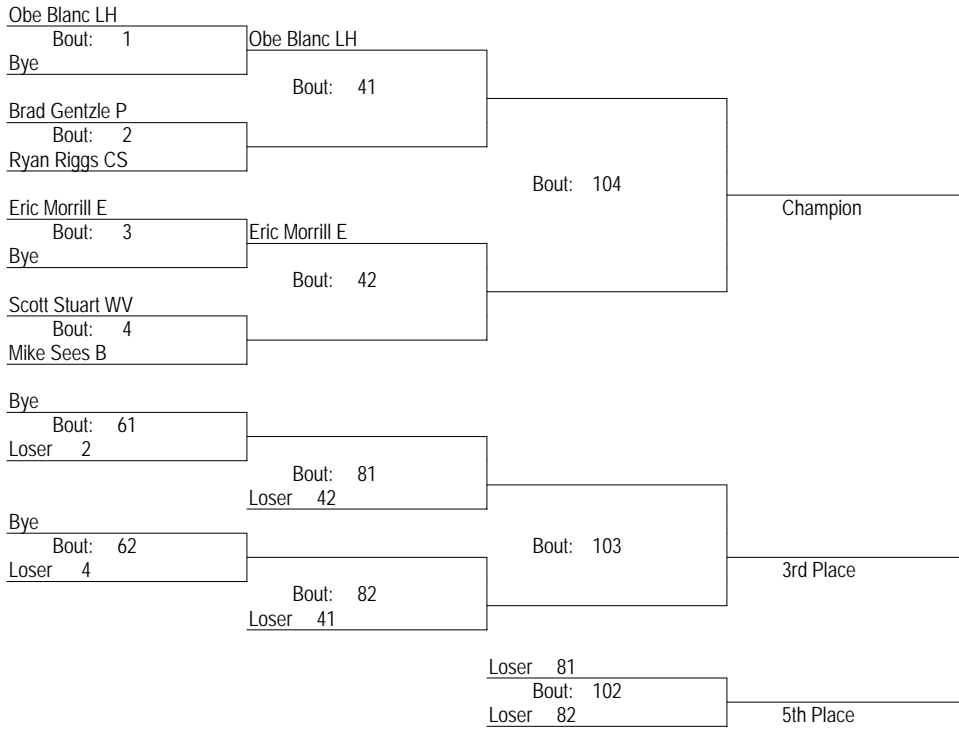 Obe Blanc LH
Bout: 1
Obe Blanc LH
Bye
Bout: 41
Brad Gentzle P
Bout: 2
Ryan Riggs CS
Bout: 104
Eric Morrill E
Champion
Bout: 3
Eric Morrill E
Bye
Bout: 42
Scott Stuart WV
Bout: 4
Mike Sees B
Bye
Bout: 61
Loser 2
Bout: 81
Loser 42
Bye
Bout: 62
Bout: 103
Loser 4
3rd Place
Bout: 82
Loser 41
Loser 81
Bout: 102
Loser 82
5th Place